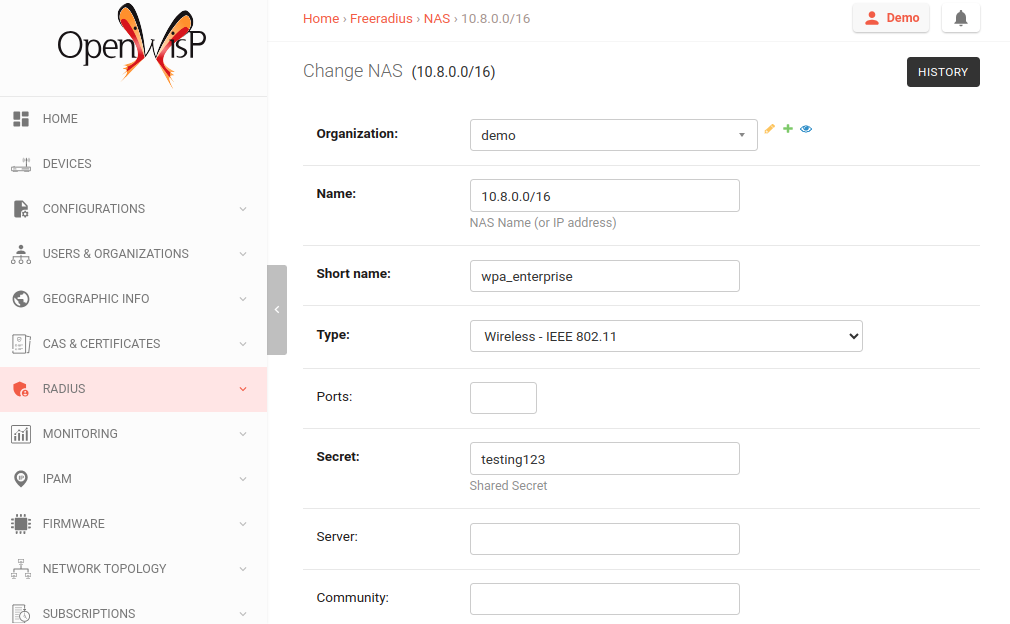 OpenWISP
Home › Freeradius › NAS › 10.8.0.0/16
Demo
Change NAS (10.8.0.0/16)
HISTORY
HOME
DEVICES
CONFIGURATIONS
USERS & ORGANIZATIONS
GEOGRAPHIC INFO
CAS & CERTIFICATES
RADIUS
MONITORING
IPAM
FIRMWARE
NETWORK TOPOLOGY
SUBSCRIPTIONS
Organization: demo
Name: 10.8.0.0/16
NAS Name (or IP address)
Short name: wpa_enterprise
Type: Wireless - IEEE 802.11
Ports:
Secret: testing123
Shared Secret
Server:
Community: